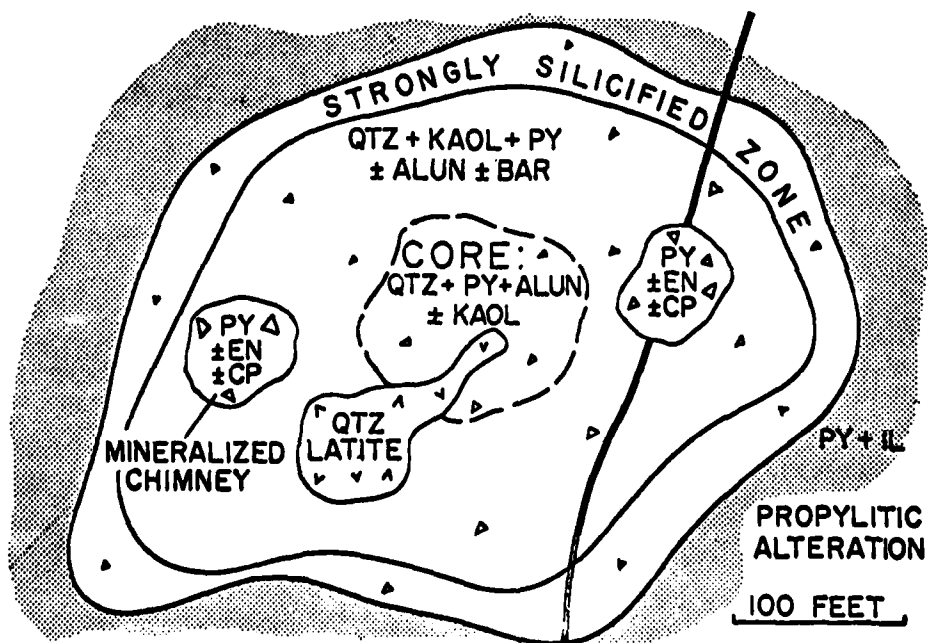 STRONGLY SILICIFIED ZONE
QTZ + KAOL + PY
± ALUN ± BAR
CORE:
QTZ + PY + ALUN
± KAOL
PY
± EN
± CP
PY
± EN
± CP
QTZ
LATITE
MINERALIZED
CHIMNEY
PY + IL
PROPYLITIC
ALTERATION
100 FEET